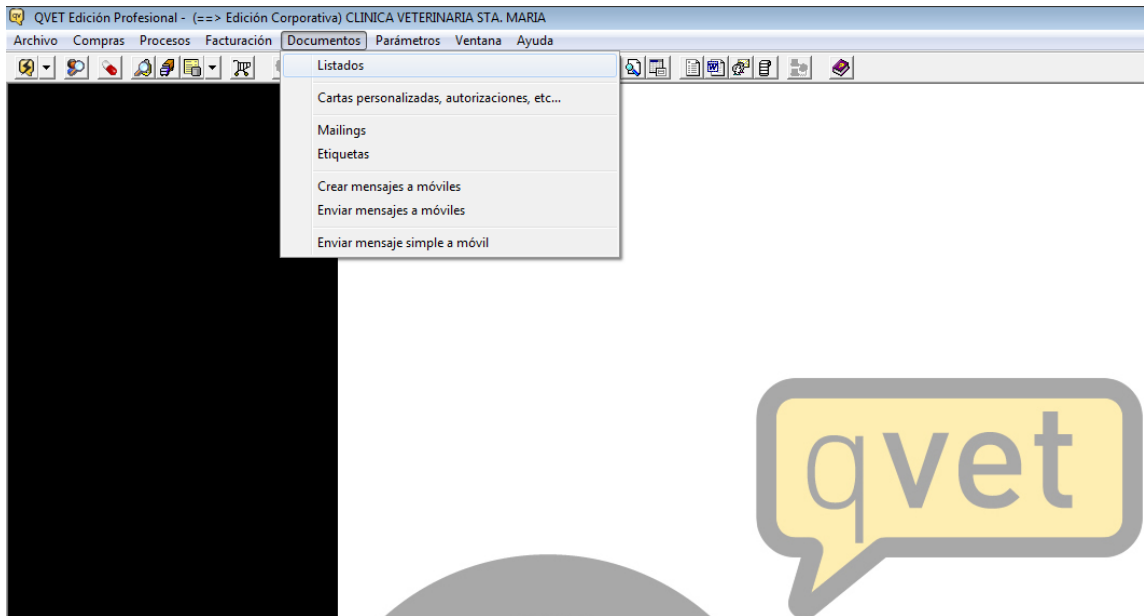 QVET Edición Profesional - (==> Edición Corporativa) CLINICA VETERINARIA STA. MARIA
Archivo Compras Procesos Facturación Documentos Parámetros Ventana Ayuda
Listados
Cartas personalizadas, autorizaciones, etc...
Mailings
Etiquetas
Crear mensajes a móviles
Enviar mensajes a móviles
Enviar mensaje simple a móvil
qvet